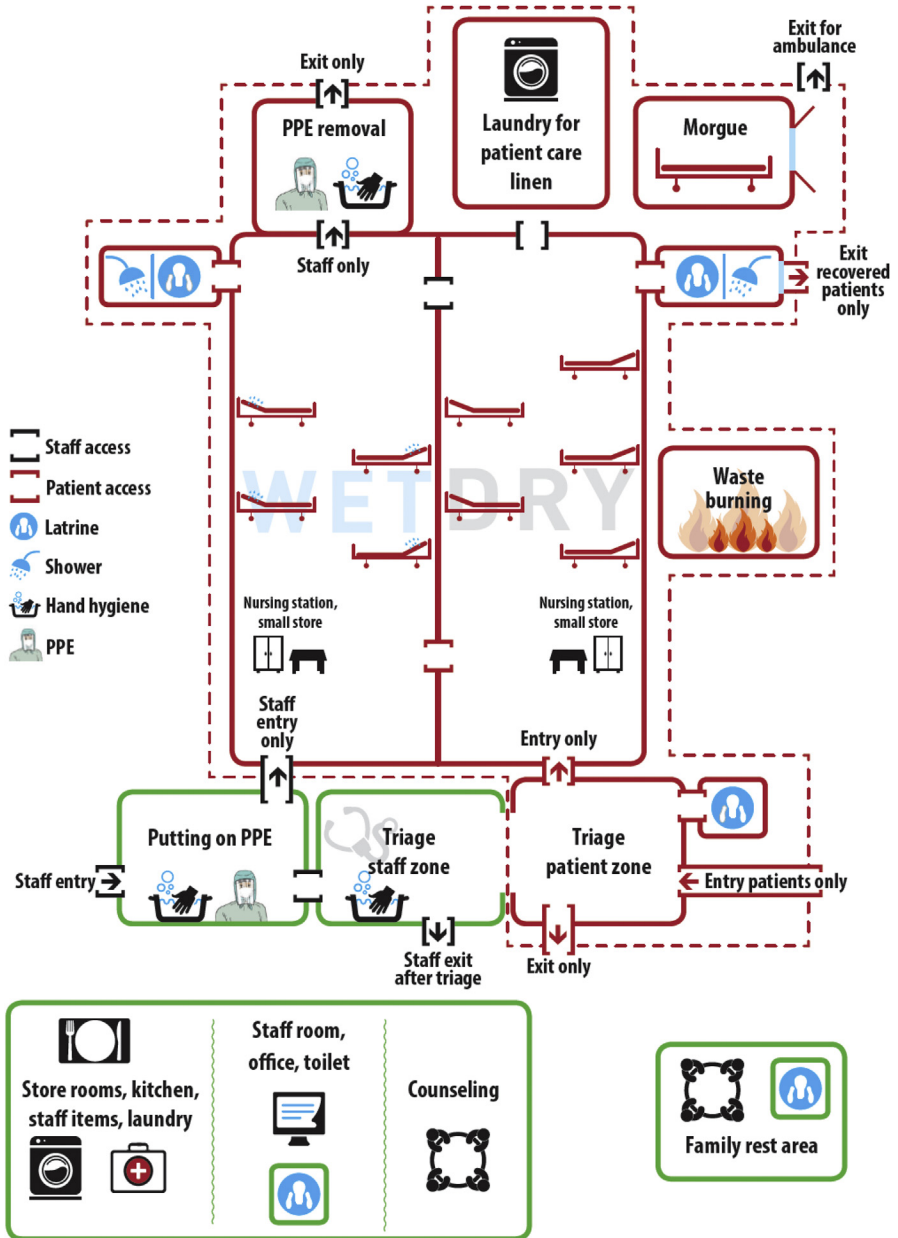 Exit for
ambulance
Exit only
PPE removal
Laundry for
patient care
linen
Morgue
Staff only
Exit
recovered
patients
only
Staff access
Patient access
Latrine
Shower
Hand hygiene
PPE
WET
DRY
Waste
burning
Nursing station,
small store
Nursing station,
small store
Staff
entry
only
Entry only
Putting on PPE
Triage
staff zone
Triage
patient zone
Staff entry
Entry patients only
Staff exit
after triage
Exit only
Store rooms, kitchen,
staff items, laundry
Staff room,
office, toilet
Counseling
Family rest area